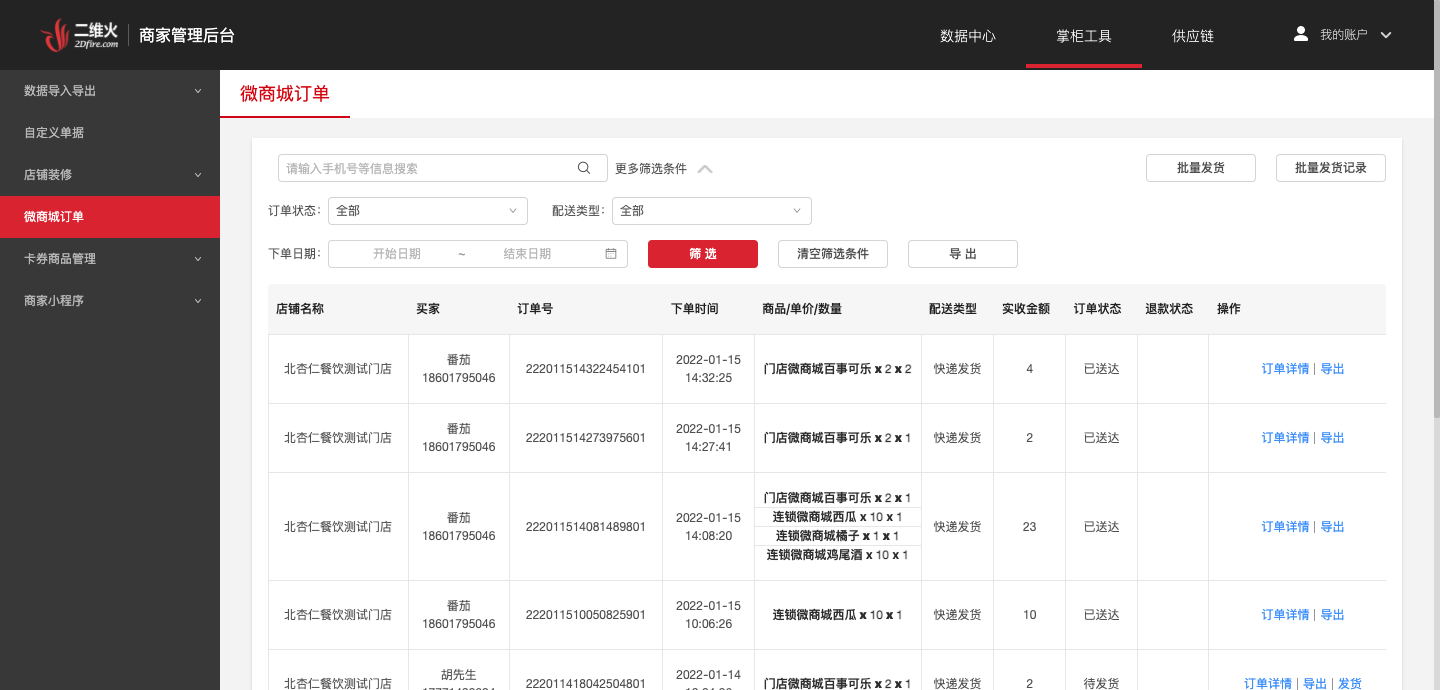 二维火
2Dfire.com
商家管理后台
数据中心
掌柜工具
供应链
我的账户
数据导入导出
自定义单据
店铺装修
微商城订单
卡券商品管理
商家小程序
微商城订单
请输入手机号等信息搜索
更多筛选条件
批量发货
批量发货记录
订单状态: 全部
配送类型: 全部
下单日期: 开始日期 ~ 结束日期
筛 选
清空筛选条件
导 出
店铺名称 买家 订单号 下单时间 商品/单价/数量 配送类型 实收金额 订单状态 退款状态 操作
北杏仁餐饮测试门店 番茄 18601795046 222011514322454101 2022-01-15 14:32:25 门店微商城百事可乐 x 2 x 2 快递发货 4 已送达 订单详情 | 导出
北杏仁餐饮测试门店 番茄 18601795046 222011514273975601 2022-01-15 14:27:41 门店微商城百事可乐 x 2 x 1 快递发货 2 已送达 订单详情 | 导出
北杏仁餐饮测试门店 番茄 18601795046 222011514081489801 2022-01-15 14:08:20 门店微商城百事可乐 x 2 x 1
连锁微商城西瓜 x 10 x 1
连锁微商城橘子 x 1 x 1
连锁微商城鸡尾酒 x 10 x 1
快递发货 23 已送达 订单详情 | 导出
北杏仁餐饮测试门店 番茄 18601795046 222011510050825901 2022-01-15 10:06:26 连锁微商城西瓜 x 10 x 1 快递发货 10 已送达 订单详情 | 导出
北杏仁餐饮测试门店 胡先生 222011418042504801 2022-01-14 门店微商城百事可乐 x 2 x 1 快递发货 2 待发货 订单详情 | 导出 | 发货